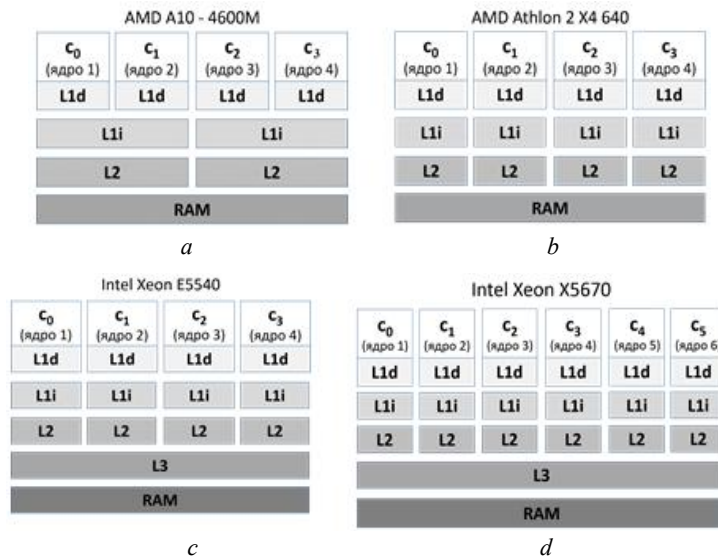 AMD A10 - 4600M
C0 C1 C2 C3
(ядро 1) (ядро 2) (ядро 3) (ядро 4)
L1d L1d L1d L1d
L1i L1i
L2 L2
RAM
a
AMD Athlon 2 X4 640
C0 C1 C2 C3
(ядро 1) (ядро 2) (ядро 3) (ядро 4)
L1d L1d L1d L1d
L1i L1i L1i L1i
L2 L2 L2 L2
RAM
b
Intel Xeon E5540
C0 C1 C2 C3
(ядро 1) (ядро 2) (ядро 3) (ядро 4)
L1d L1d L1d L1d
L1i L1i L1i L1i
L2 L2 L2 L2
L3
RAM
c
Intel Xeon X5670
C0 C1 C2 C3 C4 C5
(ядро 1) (ядро 2) (ядро 3) (ядро 4) (ядро 5) (ядро 6)
L1d L1d L1d L1d L1d L1d
L1i L1i L1i L1i L1i L1i
L2 L2 L2 L2 L2 L2
L3
RAM
d